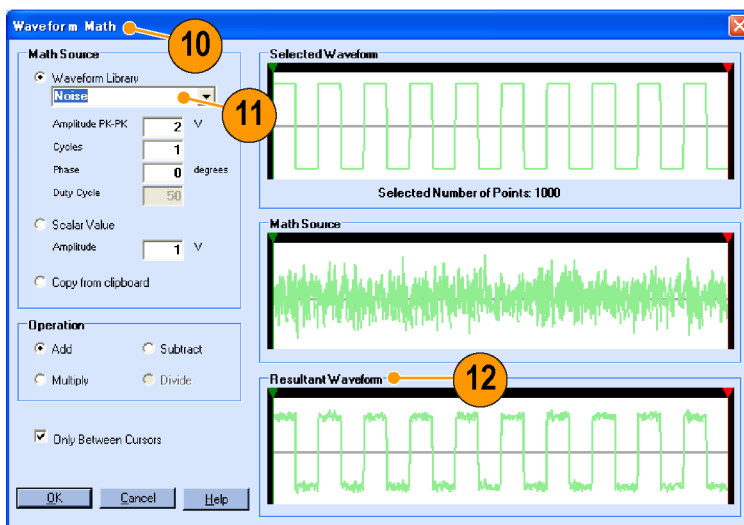 Waveform Math
10
Math Source
Waveform Library
Noise
11
Amplitude PK-PK 2 V
Cycles 1
Phase 0 degrees
Duty Cycle 50
Scalar Value
Amplitude 1 V
Copy from clipboard
Operation
Add Subtract
Multiply Divide
Only Between Cursors
OK Cancel Help
Selected Waveform
Selected Number of Points: 1000
Math Source
Resultant Waveform
12